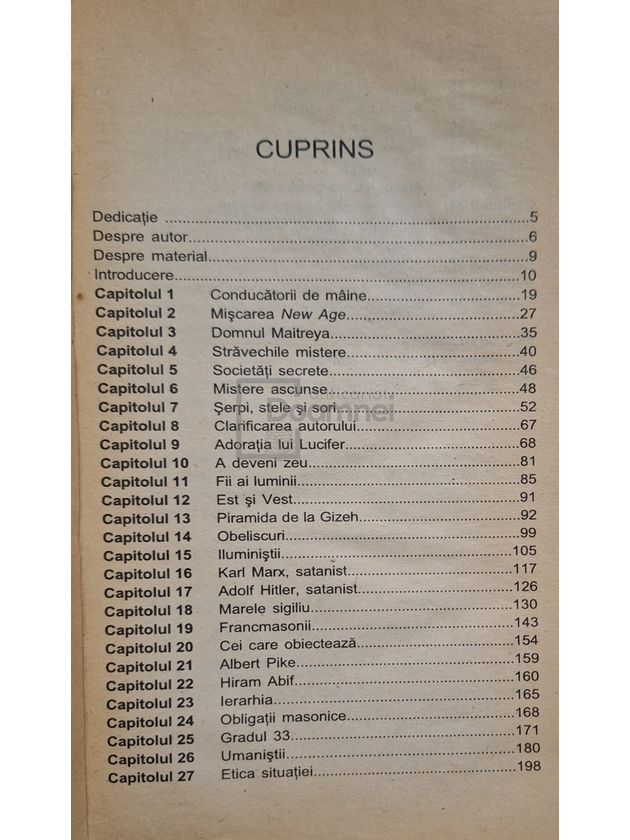 CUPRINS
Dedicaţie ........................................................5
Despre autor........................................................6
Despre material........................................................9
Introducere........................................................10
Capitolul 1 Conducătorii de mâine........................19
Capitolul 2 Mişcarea New Age........................27
Capitolul 3 Domnul Maitreya........................35
Capitolul 4 Străvechile mistere........................40
Capitolul 5 Societăţi secrete........................46
Capitolul 6 Mistere ascunse........................48
Capitolul 7 Şerpi, stele şi sori........................52
Capitolul 8 Clarificarea autorului........................67
Capitolul 9 Adoraţia lui Lucifer........................68
Capitolul 10 A deveni zeu........................81
Capitolul 11 Fii ai luminii........................85
Capitolul 12 Est şi Vest........................91
Capitolul 13 Piramida de la Gizeh........................92
Capitolul 14 Obeliscuri........................99
Capitolul 15 Iluminiştii........................105
Capitolul 16 Karl Marx, satanist........................117
Capitolul 17 Adolf Hitler, satanist........................126
Capitolul 18 Marele sigiliu........................130
Capitolul 19 Francmasonii........................143
Capitolul 20 Cei care obiectează........................154
Capitolul 21 Albert Pike........................159
Capitolul 22 Hiram Abif........................160
Capitolul 23 Ierarhia........................165
Capitolul 24 Obligaţii masonice........................168
Capitolul 25 Gradul 33........................171
Capitolul 26 Umaniştii........................180
Capitolul 27 Etica situaţiei........................198